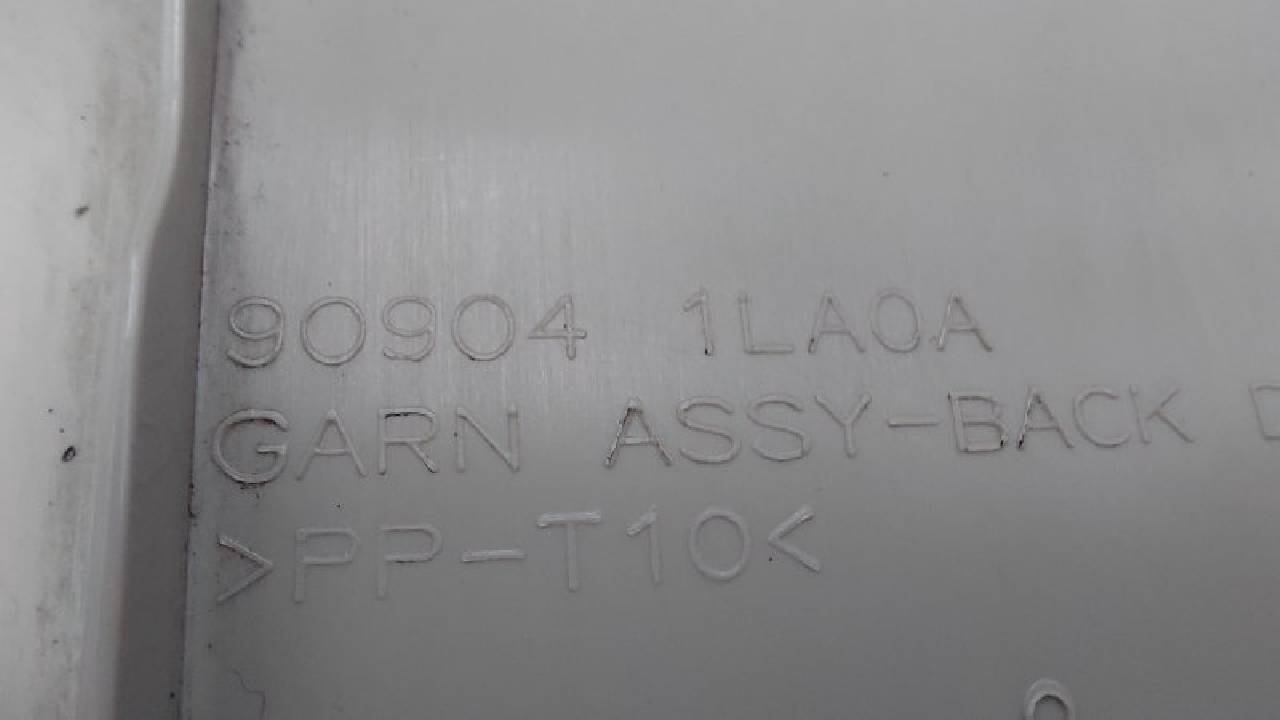 90904 1LA0A
GARN ASSY-BACK D
>PP-T10<